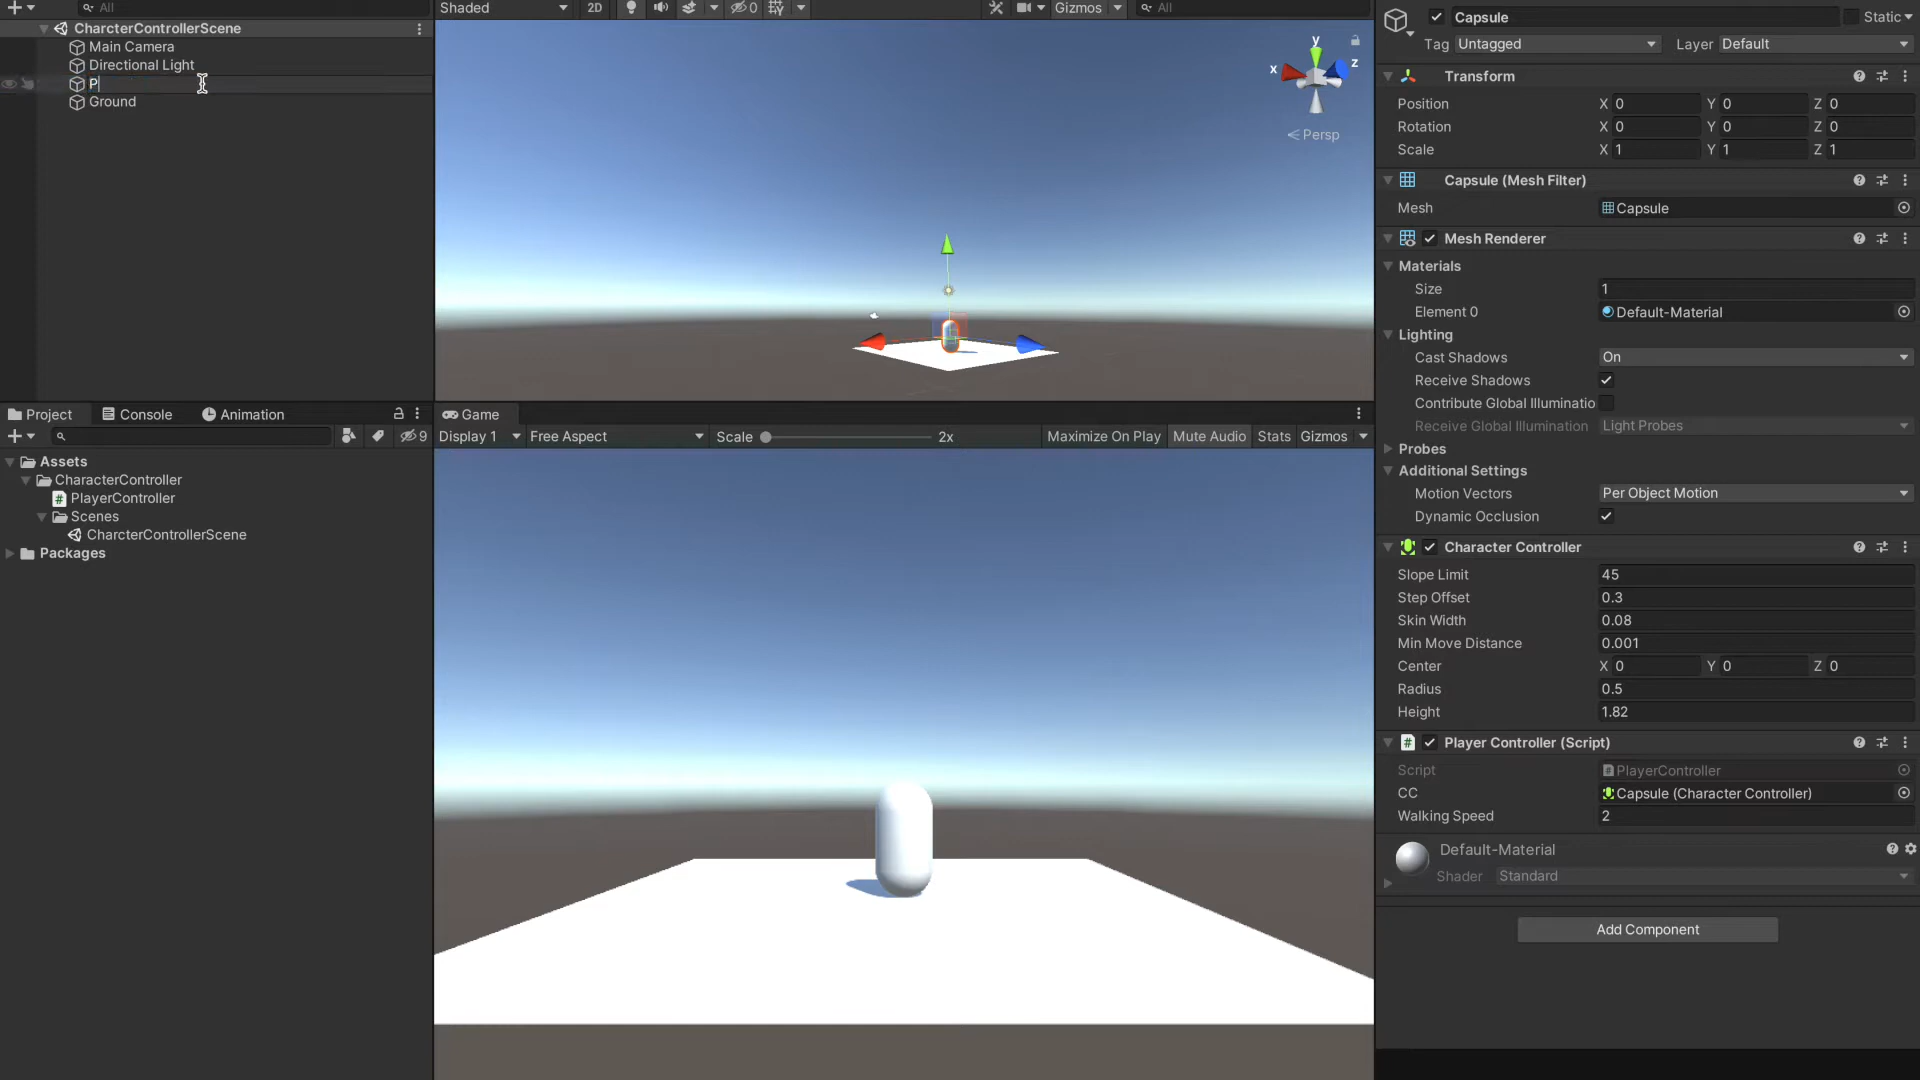 All
CharcterControllerScene
Main Camera
Directional Light
P
Ground
Shaded
2D
0
Gizmos
All
y
x
z
Persp
Capsule
Static
Tag Untagged
Layer Default
Transform
Position X 0 Y 0 Z 0
Rotation X 0 Y 0 Z 0
Scale X 1 Y 1 Z 1
Capsule (Mesh Filter)
Mesh Capsule
Mesh Renderer
Materials
Size 1
Element 0 Default-Material
Lighting
Cast Shadows On
Receive Shadows
Contribute Global Illuminatio
Receive Global Illumination Light Probes
Probes
Additional Settings
Motion Vectors Per Object Motion
Dynamic Occlusion
Character Controller
Slope Limit 45
Step Offset 0.3
Skin Width 0.08
Min Move Distance 0.001
Center X 0 Y 0 Z 0
Radius 0.5
Height 1.82
# Player Controller (Script)
Script PlayerController
CC Capsule (Character Controller)
Walking Speed 2
Default-Material
Shader Standard
Add Component
Project Console Animation
9
Assets
CharacterController
# PlayerController
Scenes
CharcterControllerScene
Packages
Game
Display 1 Free Aspect Scale 2x Maximize On Play Mute Audio Stats Gizmos